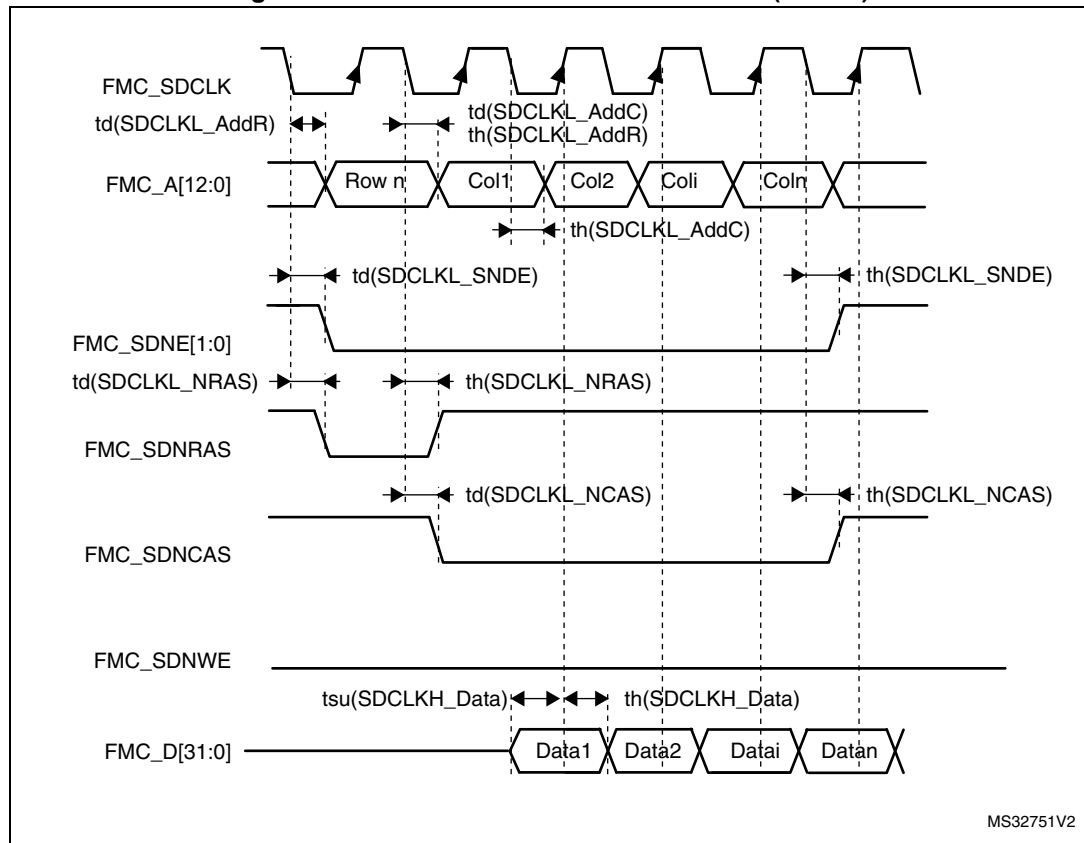 FMC_SDCLK
td(SDCLKL_AddR)
td(SDCLKL_AddC)
th(SDCLKL_AddR)
FMC_A[12:0]
Row n
Col1
Col2
Coli
Coln
th(SDCLKL_AddC)
td(SDCLKL_SNDE)
th(SDCLKL_SNDE)
FMC_SDNE[1:0]
td(SDCLKL_NRAS)
th(SDCLKL_NRAS)
FMC_SDNRAS
td(SDCLKL_NCAS)
th(SDCLKL_NCAS)
FMC_SDNCAS
FMC_SDNWE
tsu(SDCLKH_Data)
th(SDCLKH_Data)
FMC_D[31:0]
Data1
Data2
Datai
Datan
MS32751V2